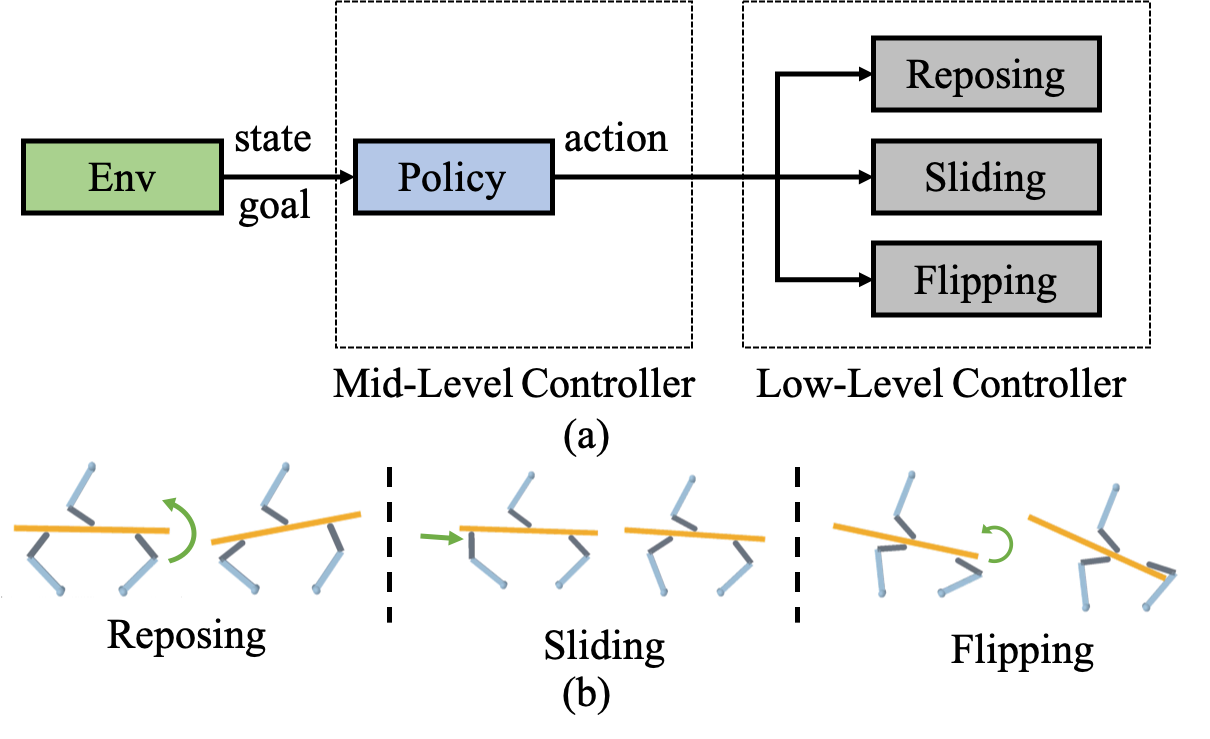 Reposing
state
action
Env
Policy
Sliding
goal
Flipping
Mid-Level Controller
Low-Level Controller
(a)
Reposing
Sliding
Flipping
(b)